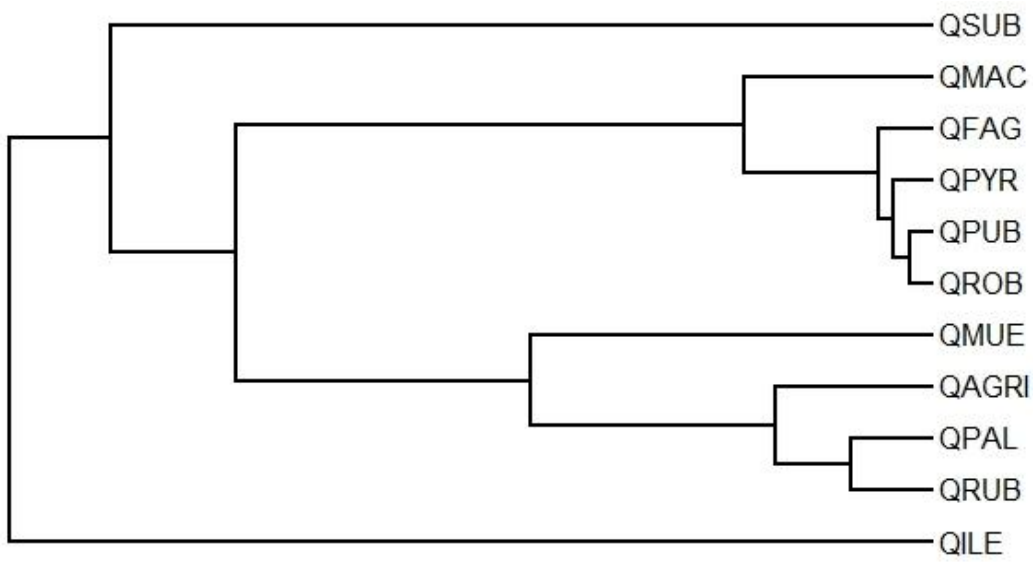 QSUB
QMAC
QFAG
QPYR
QPUB
QROB
QMUE
QAGRI
QPAL
QRUB
QILE